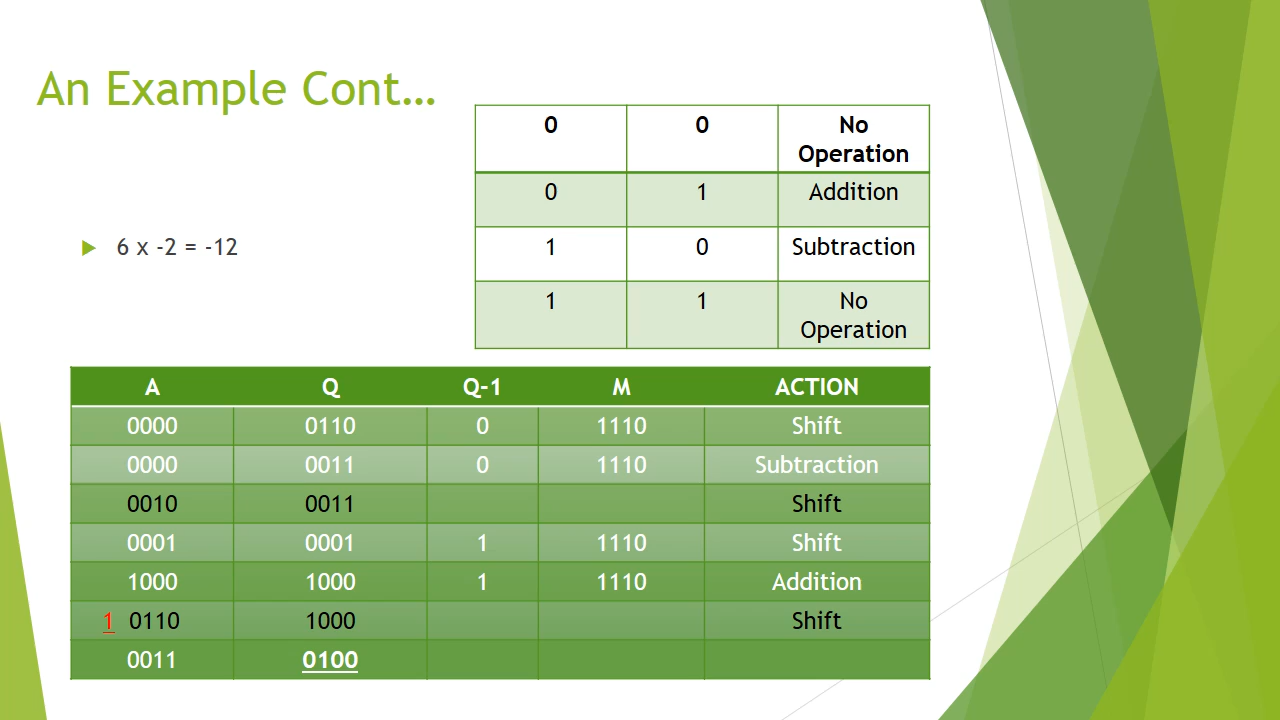 An Example Cont…
0 0 No
Operation
0 1 Addition
6 x -2 = -12
1 0 Subtraction
1 1 No
Operation
A Q Q-1 M ACTION
0000 0110 0 1110 Shift
0000 0011 0 1110 Subtraction
0010 0011 Shift
0001 0001 1 1110 Shift
1000 1000 1 1110 Addition
1 0110 1000 Shift
0011 0100